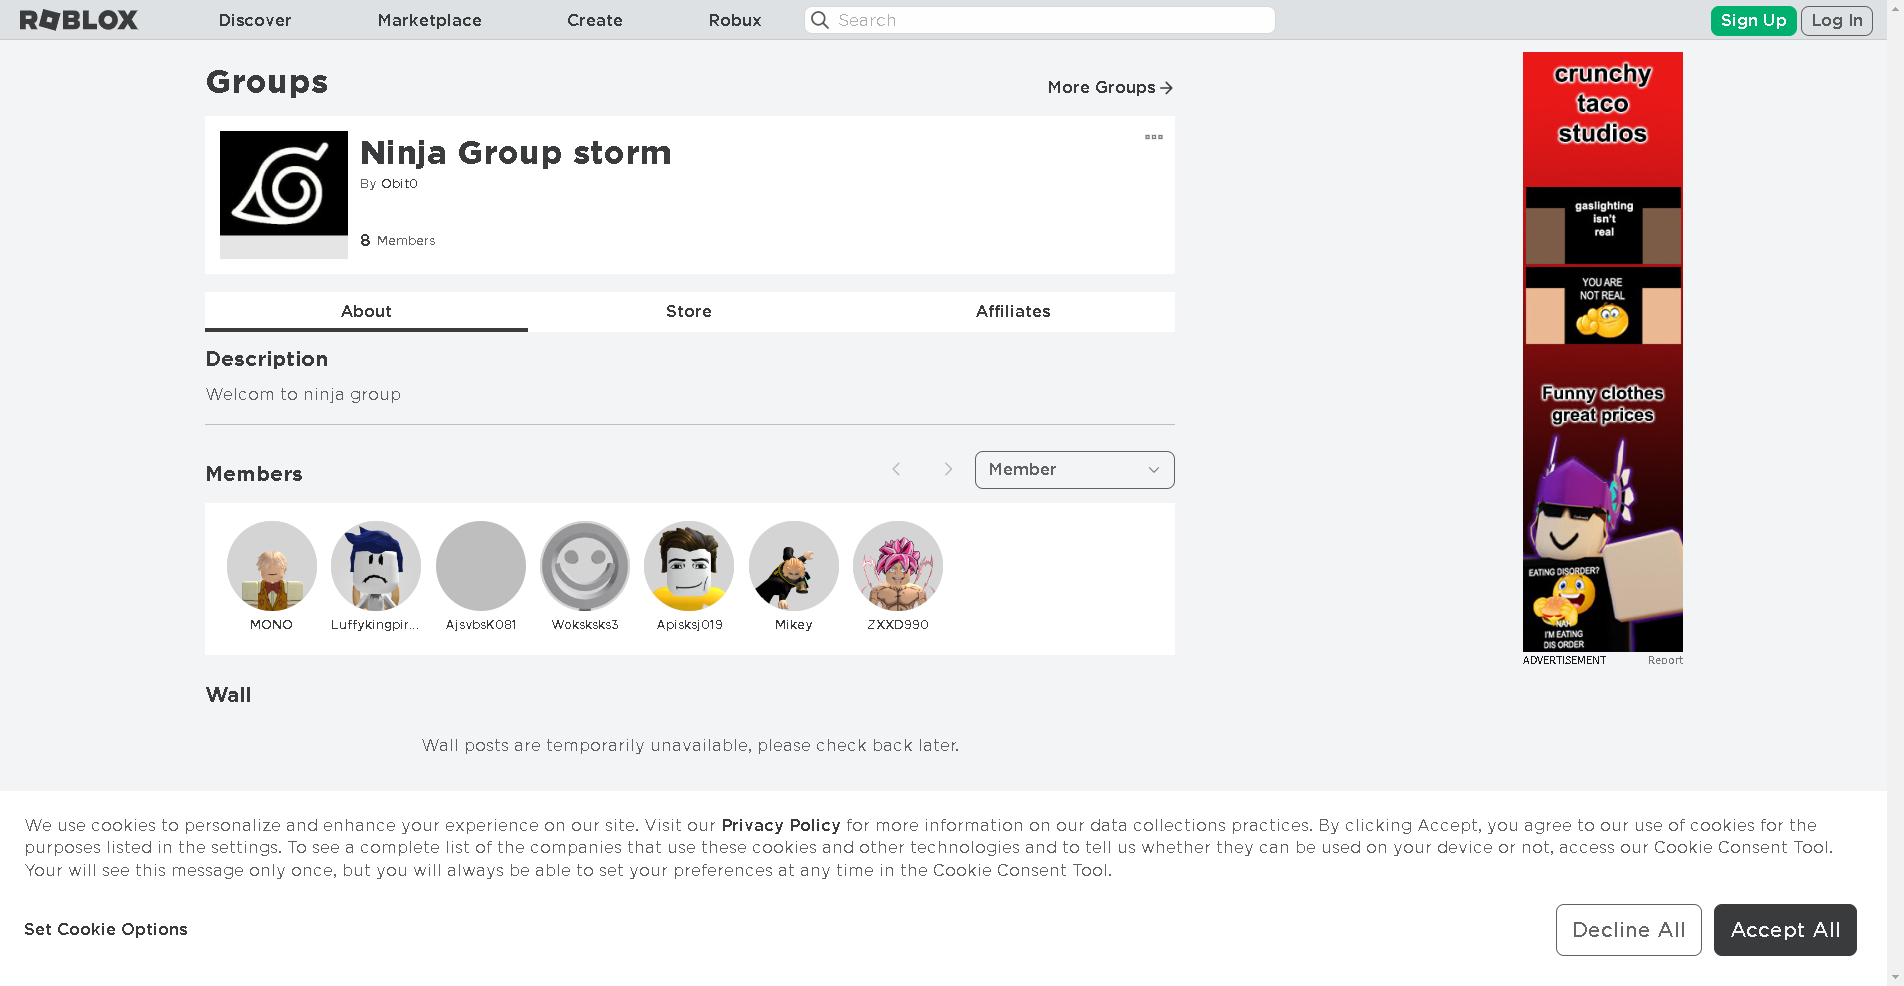 ROBLOX
Discover
Marketplace
Create
Robux
Search
Sign Up
Log In
Groups
More Groups
Ninja Group storm
By Obit0
8 Members
About
Store
Affiliates
Description
Welcom to ninja group
Members
Member
MONO
Luffykingpir...
AjsvbsK081
Woksksks3
Apisksj019
Mikey
ZXXD990
Wall
Wall posts are temporarily unavailable, please check back later.
crunchy
taco
studios
gaslighting
isn't
real
YOU ARE
NOT REAL
Funny clothes
great prices
EATING DISORDER?
NAH
I'M EATING
DIS ORDER
ADVERTISEMENT
Report
We use cookies to personalize and enhance your experience on our site. Visit our Privacy Policy for more information on our data collections practices. By clicking Accept, you agree to our use of cookies for the
purposes listed in the settings. To see a complete list of the companies that use these cookies and other technologies and to tell us whether they can be used on your device or not, access our Cookie Consent Tool.
Your will see this message only once, but you will always be able to set your preferences at any time in the Cookie Consent Tool.
Set Cookie Options
Decline All
Accept All